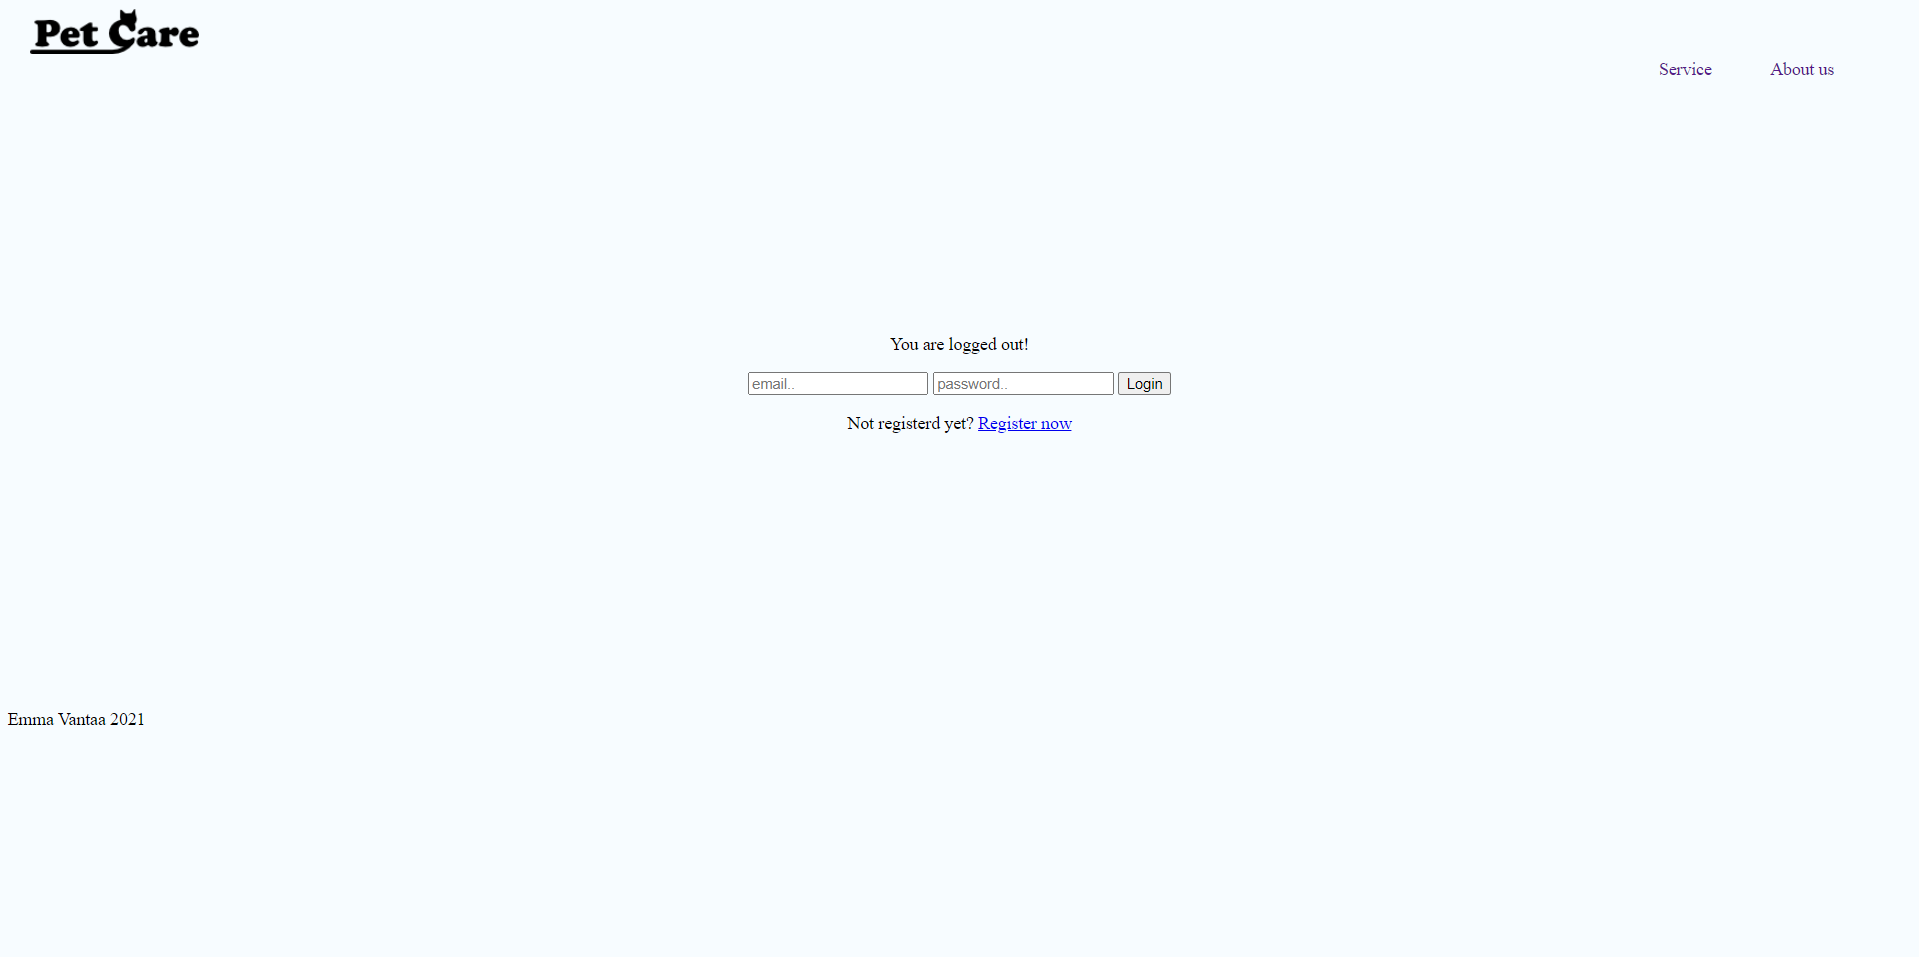 Pet Care
Service About us
You are logged out!
email.. password.. Login
Not registerd yet? Register now
Emma Vantaa 2021